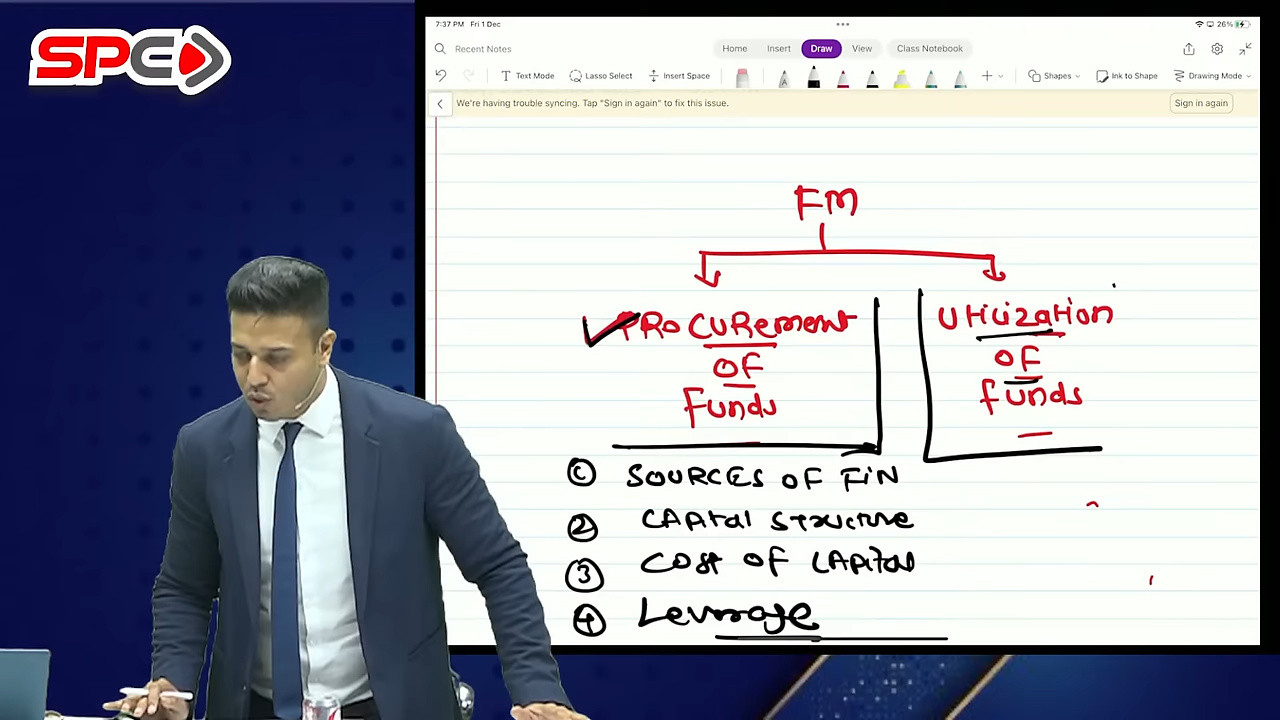 SPC
7:37 PM Fri 1 Dec
26%
Recent Notes
Home Insert Draw View Class Notebook
Text Mode Lasso Select Insert Space Shapes Ink to Shape Drawing Mode
We're having trouble syncing. Tap "Sign in again" to fix this issue.
Sign in again
FM
PROCUREMENT
OF
Funds
Utilization
OF
funds
SOURCES OF FIN
2 CAPital Structure
3 COST OF CAPital
4 Leverage